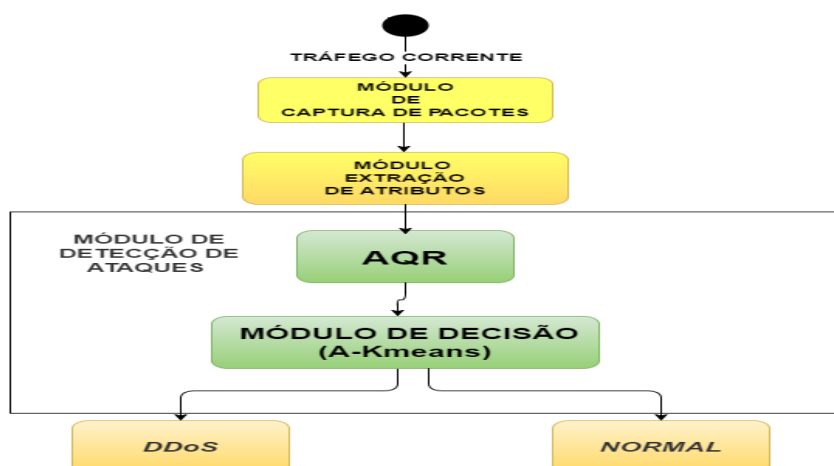 TRÁFEGO CORRENTE
MÓDULO
DE
CAPTURA DE PACOTES
MÓDULO
EXTRAÇÃO
DE ATRIBUTOS
MÓDULO DE
DETECÇÃO DE
ATAQUES
AQR
MÓDULO DE DECISÃO
(A-Kmeans)
DDoS
NORMAL